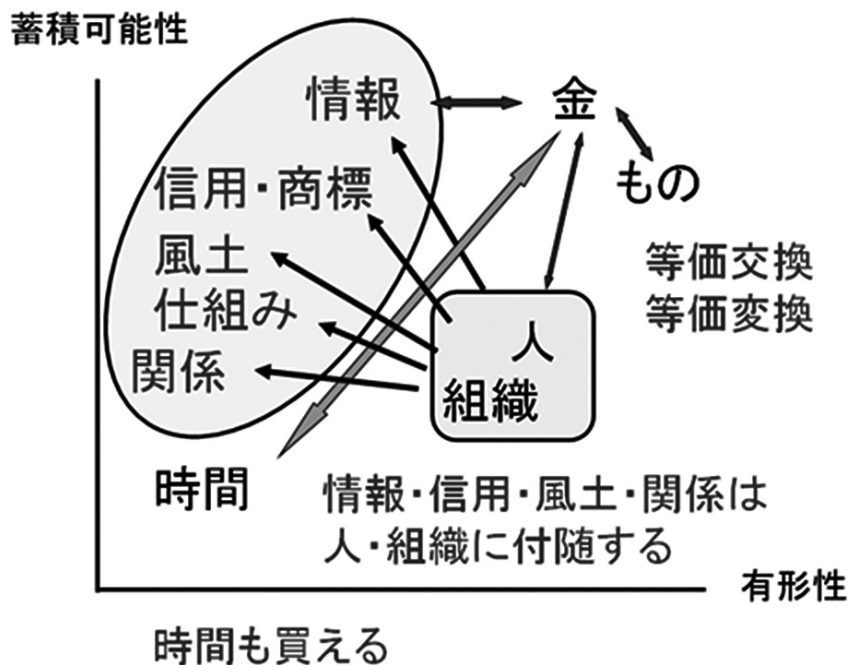 蓄積可能性
情報
金
もの
信用・商標
風土
仕組み
関係
等価交換
等価変換
人
組織
時間
情報・信用・風土・関係は
人・組織に付随する
有形性
時間も買える